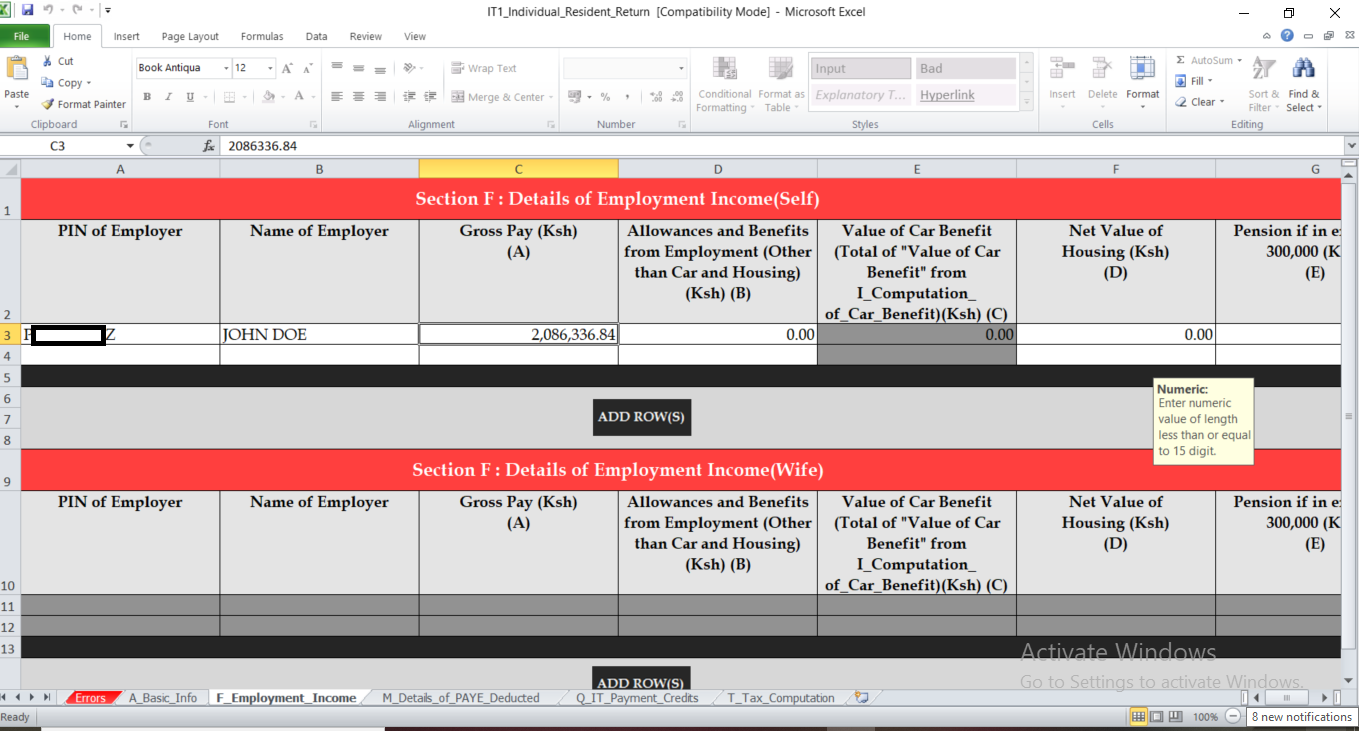 IT1_Individual_Resident_Return [Compatibility Mode] - Microsoft Excel
File Home Insert Page Layout Formulas Data Review View
Paste
Cut
Copy
Format Painter
Clipboard
Book Antiqua 12
B I U A
Font
Wrap Text
Merge & Center
Alignment
% ,
Number
Conditional Formatting
Format as Table
Input Bad
Explanatory T... Hyperlink
Styles
Insert Delete Format
Cells
Σ AutoSum
Fill
Clear
Sort & Filter
Find & Select
Editing
C3 fx 2086336.84
A B C D E F G
1 Section F : Details of Employment Income(Self)
2
PIN of Employer
Name of Employer
Gross Pay (Ksh)
(A)
Allowances and Benefits
from Employment (Other
than Car and Housing)
(Ksh) (B)
Value of Car Benefit
(Total of "Value of Car
Benefit" from
I_Computation_
of_Car_Benefit)(Ksh) (C)
Net Value of
Housing (Ksh)
(D)
Pension if in e
300,000 (K
(E)
3 P Z JOHN DOE 2,086,336.84 0.00 0.00 0.00
4
5
6
7 ADD ROW(S)
8
Numeric:
Enter numeric
value of length
less than or equal
to 15 digit.
9 Section F : Details of Employment Income(Wife)
10
PIN of Employer
Name of Employer
Gross Pay (Ksh)
(A)
Allowances and Benefits
from Employment (Other
than Car and Housing)
(Ksh) (B)
Value of Car Benefit
(Total of "Value of Car
Benefit" from
I_Computation_
of_Car_Benefit)(Ksh) (C)
Net Value of
Housing (Ksh)
(D)
Pension if in e
300,000 (K
(E)
11
12
13
ADD ROW(S)
Activate Windows
Go to Settings to activate Windows.
Errors A_Basic_Info F_Employment_Income M_Details_of_PAYE_Deducted Q_IT_Payment_Credits T_Tax_Computation
Ready 100% 8 new notifications